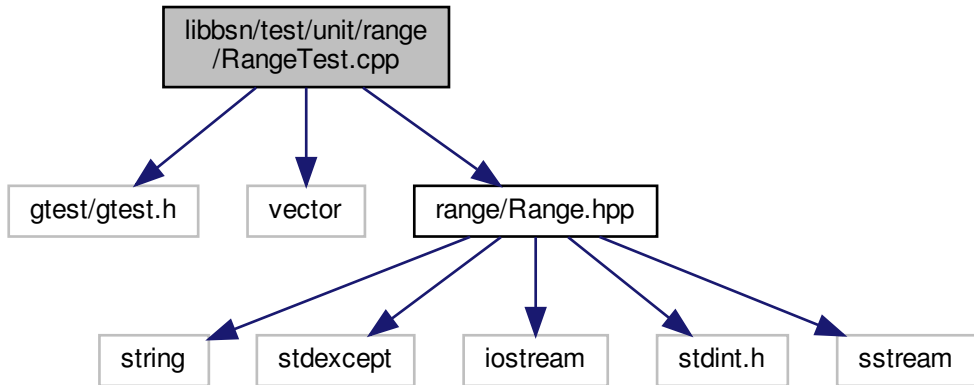 libbsn/test/unit/range
/RangeTest.cpp
gtest/gtest.h
vector
range/Range.hpp
string
stdexcept
iostream
stdint.h
sstream